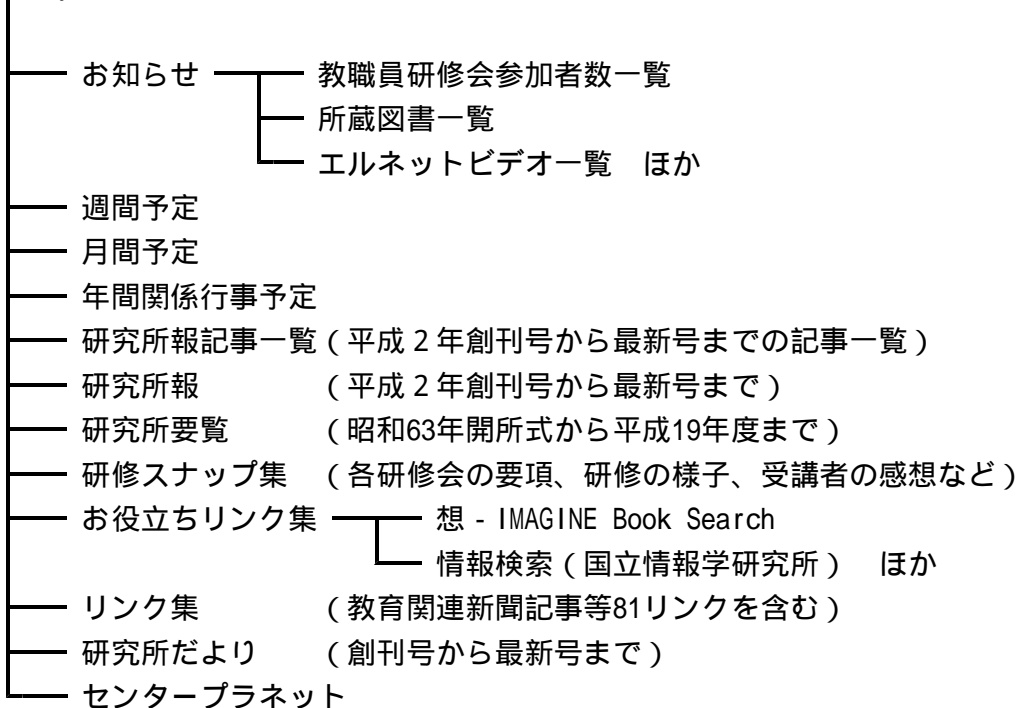 お知らせ 教職員研修会参加者数一覧
所蔵図書一覧
エルネットビデオ一覧　ほか
週間予定
月間予定
年間関係行事予定
研究所報記事一覧（平成２年創刊号から最新号までの記事一覧）
研究所報　（平成２年創刊号から最新号まで）
研究所要覧　（昭和63年開所式から平成19年度まで）
研修スナップ集　（各研修会の要項、研修の様子、受講者の感想など）
お役立ちリンク集 想 - IMAGINE Book Search
情報検索（国立情報学研究所）　ほか
リンク集　（教育関連新聞記事等81リンクを含む）
研究所だより　（創刊号から最新号まで）
センタープラネット